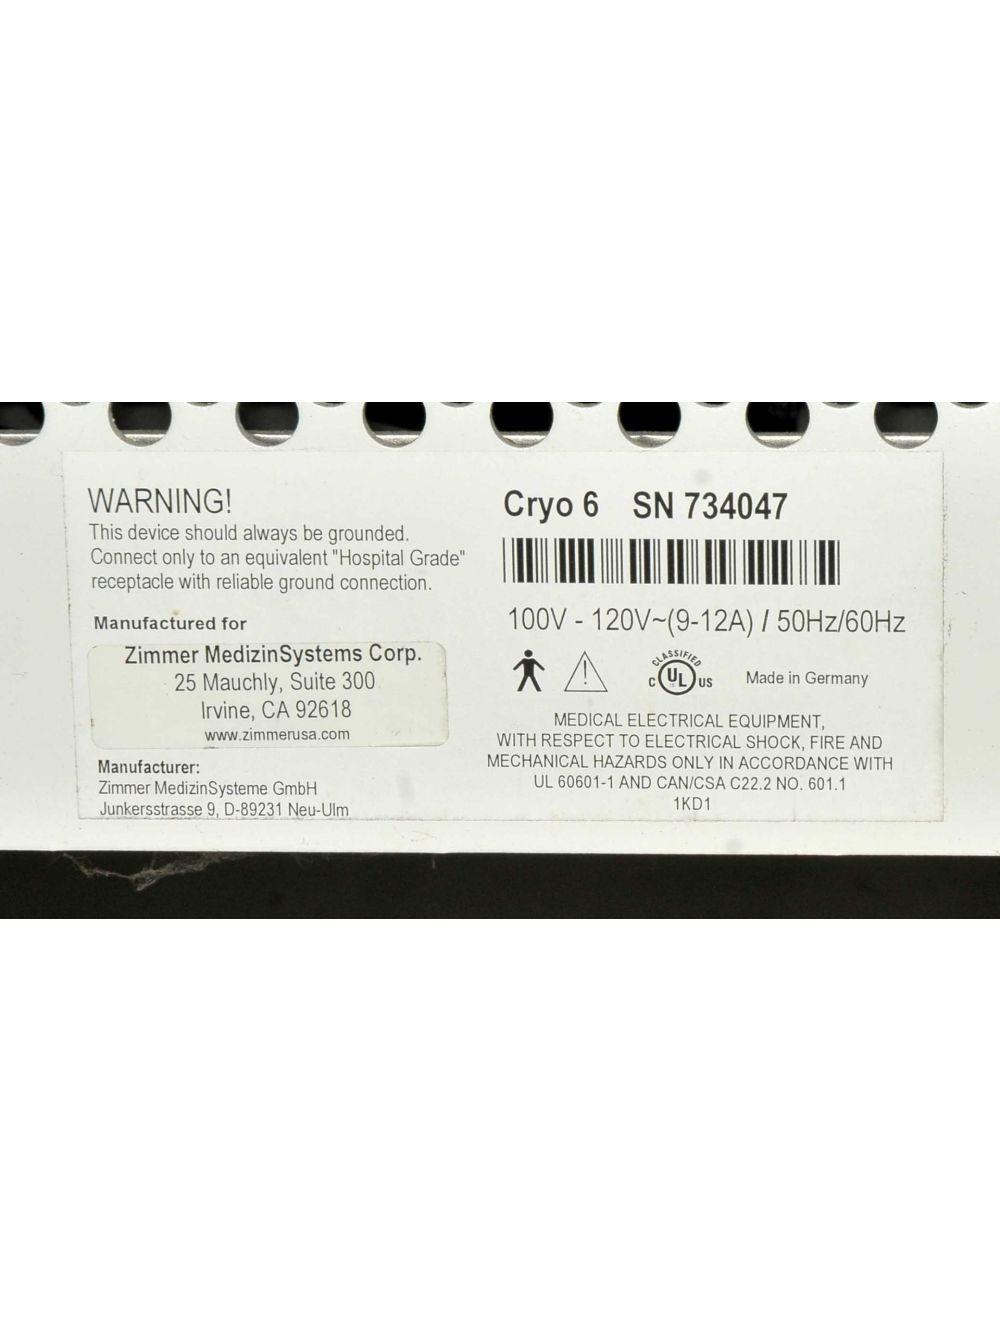 WARNING!
This device should always be grounded.
Connect only to an equivalent "Hospital Grade"
receptacle with reliable ground connection.
Manufactured for
Zimmer MedizinSystems Corp.
25 Mauchly, Suite 300
Irvine, CA 92618
www.zimmerusa.com
Manufacturer:
Zimmer MedizinSysteme GmbH
Junkersstrasse 9, D-89231 Neu-Ulm
Cryo 6 SN 734047
100V - 120V~(9-12A) / 50Hz/60Hz
CLASSIFIED
C UL US
Made in Germany
MEDICAL ELECTRICAL EQUIPMENT,
WITH RESPECT TO ELECTRICAL SHOCK, FIRE AND
MECHANICAL HAZARDS ONLY IN ACCORDANCE WITH
UL 60601-1 AND CAN/CSA C22.2 NO. 601.1
1KD1